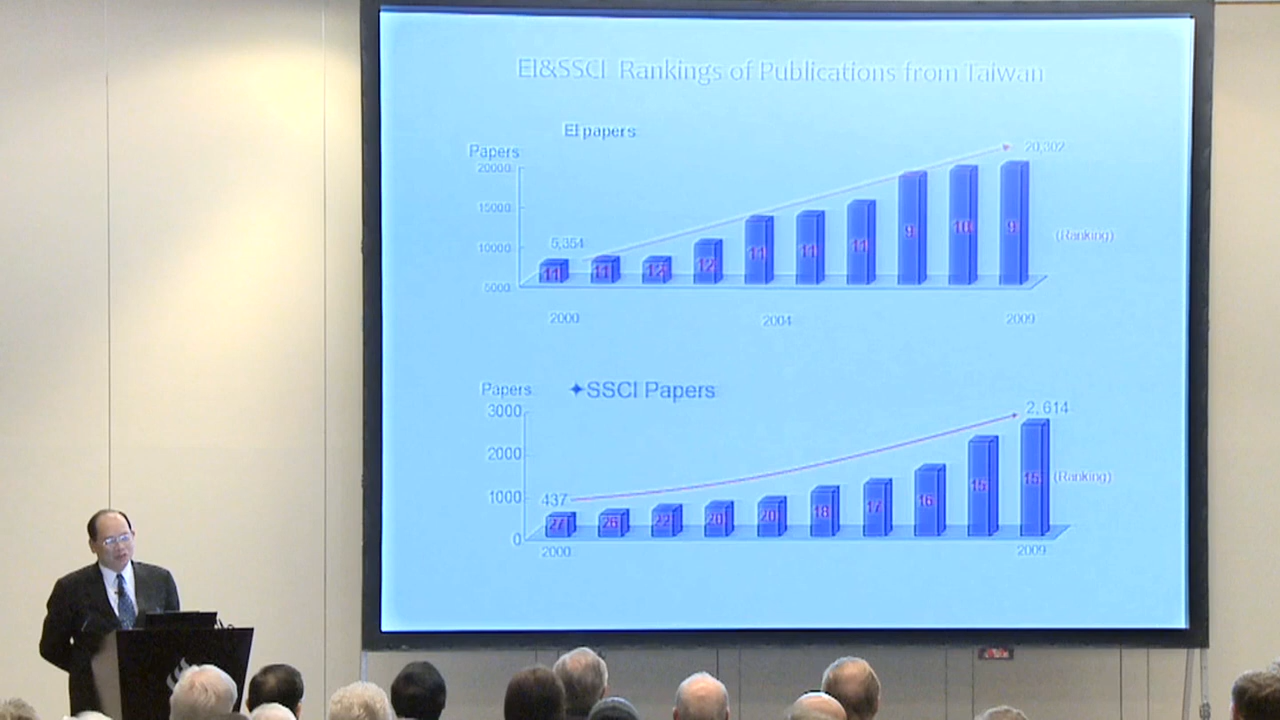 EI&SSCI Rankings of Publications from Taiwan
EI papers
Papers
20000
15000
10000
5000
5,354
20,302
11 11 12 12 11 11 11 9 10 9
(Ranking)
2000 2004 2009
Papers
✦SSCI Papers
3000
2000
1000
0
437
2,614
27 26 22 20 20 18 17 16 15 15
(Ranking)
2000 2009